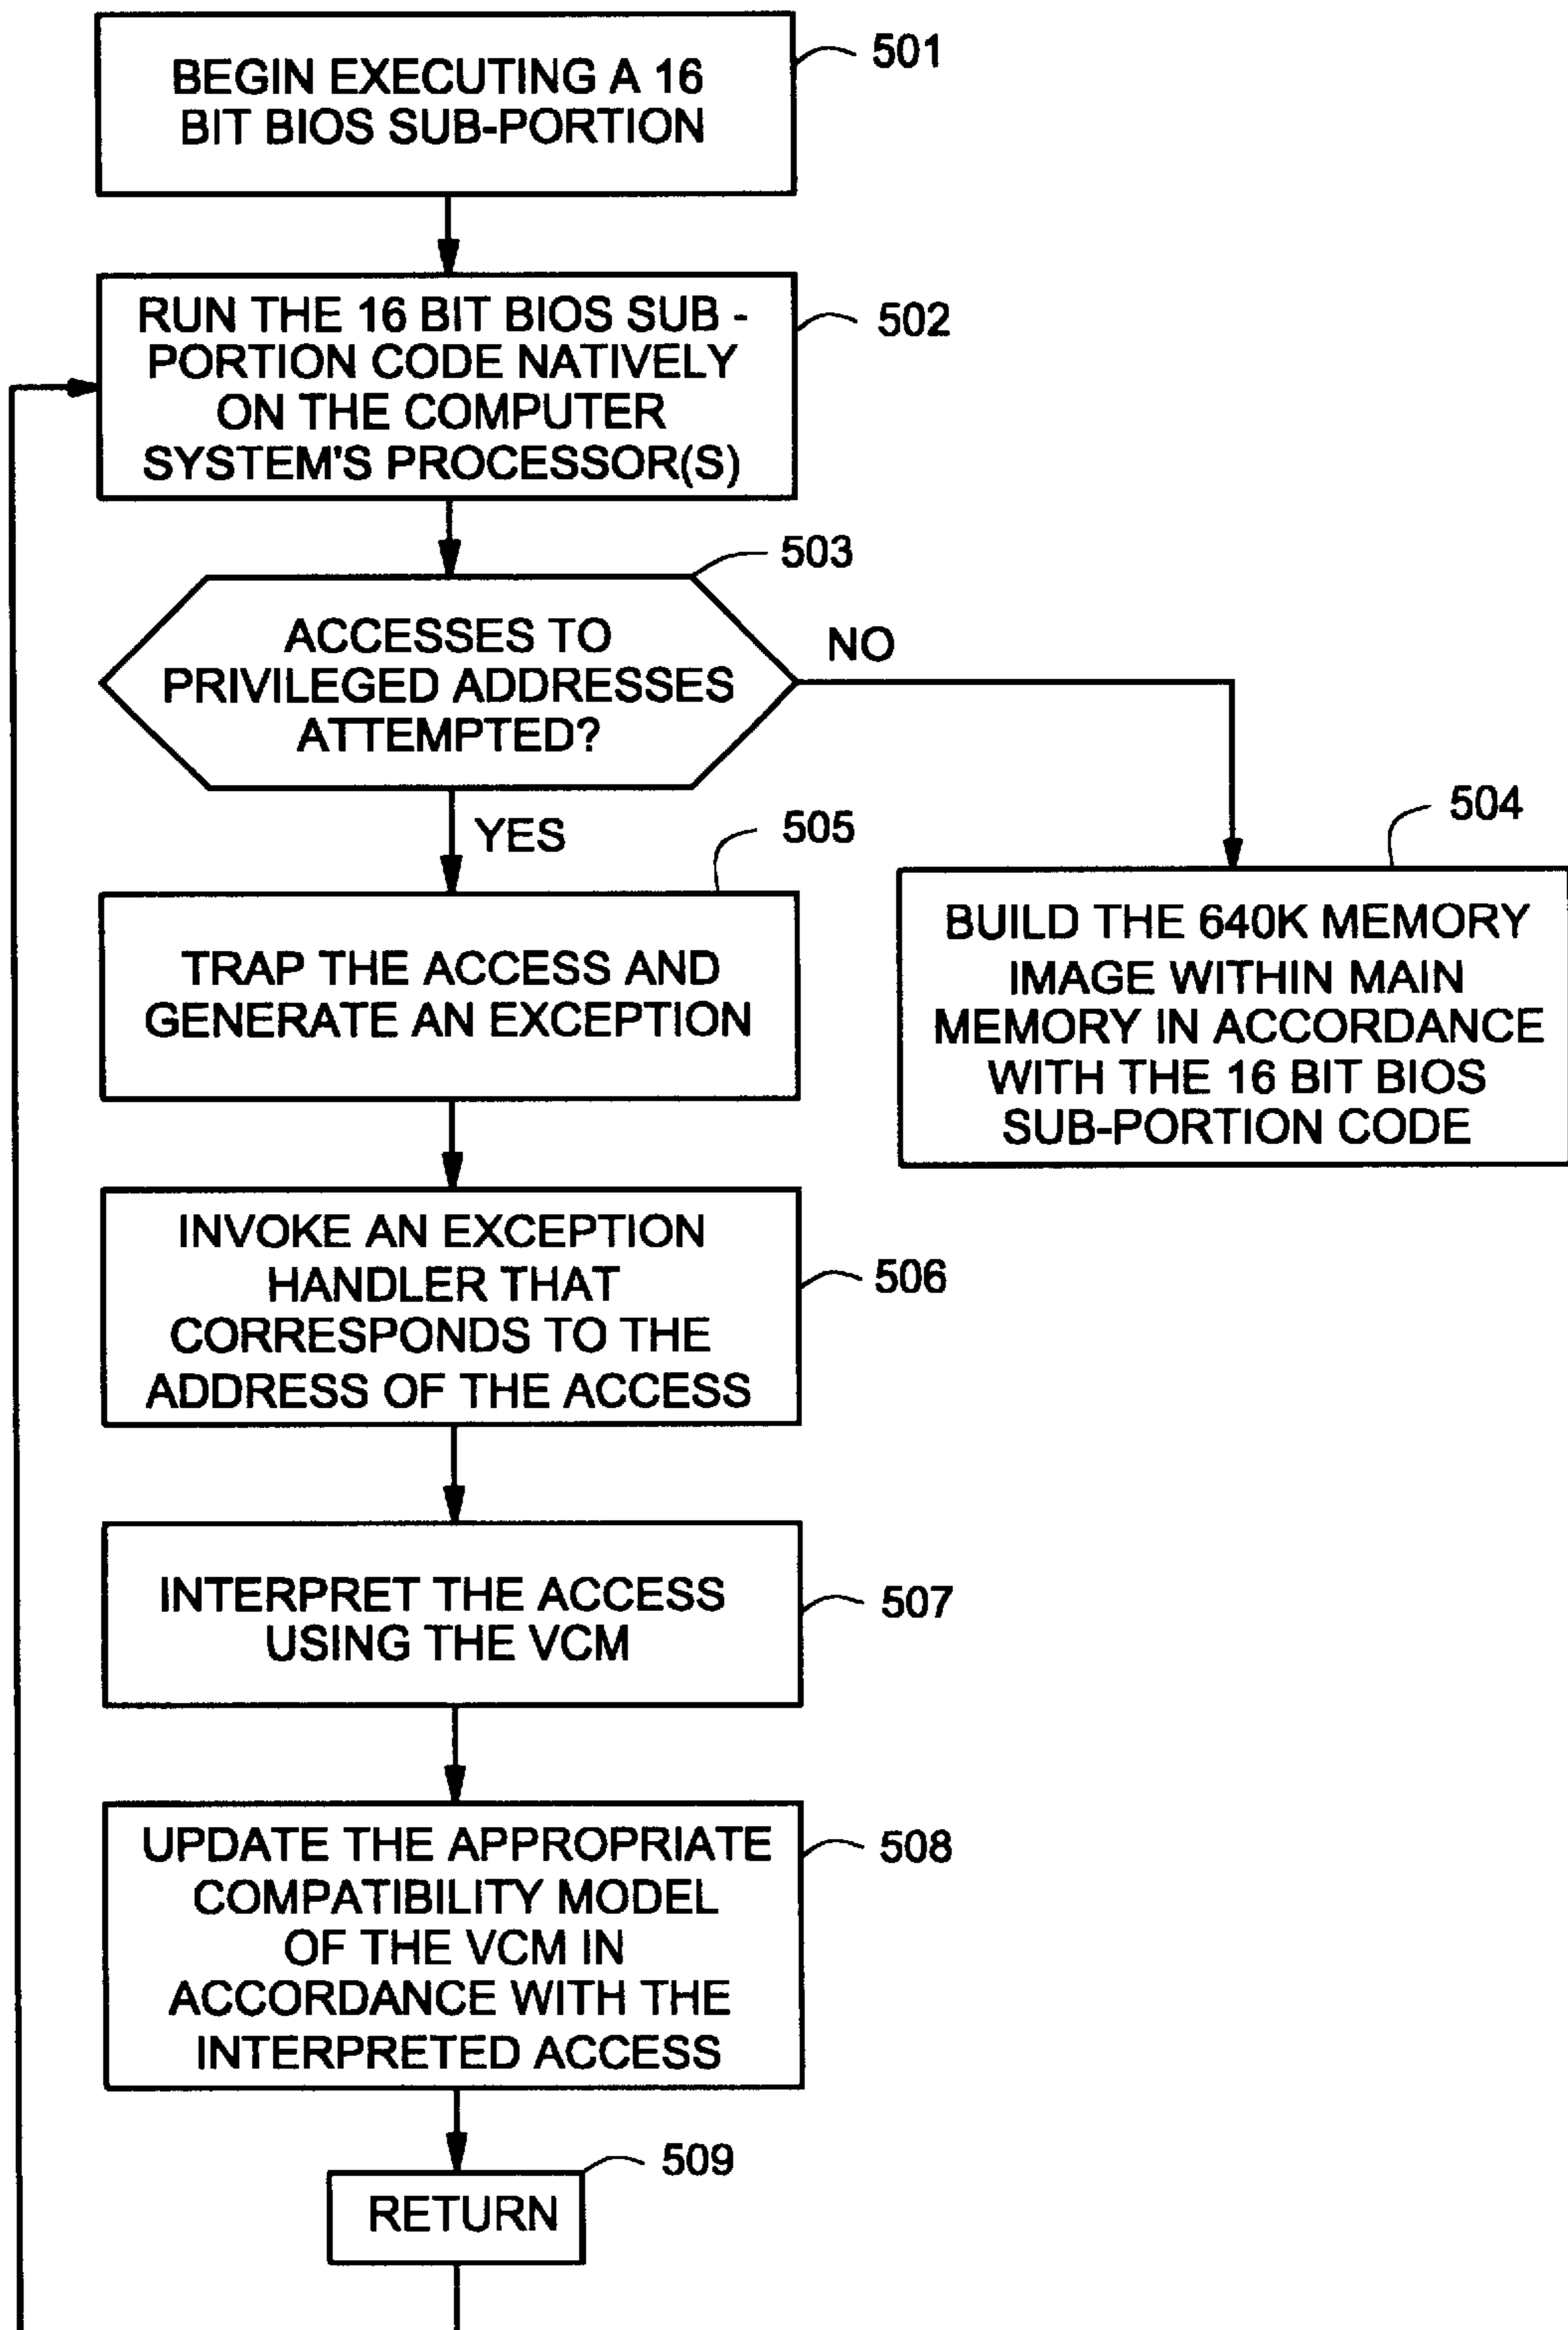 BEGIN EXECUTING A 16
BIT BIOS SUB-PORTION
501
RUN THE 16 BIT BIOS SUB -
PORTION CODE NATIVELY
ON THE COMPUTER
SYSTEM'S PROCESSOR(S)
502
503
ACCESSES TO
PRIVILEGED ADDRESSES
ATTEMPTED?
NO
YES
504
BUILD THE 640K MEMORY
IMAGE WITHIN MAIN
MEMORY IN ACCORDANCE
WITH THE 16 BIT BIOS
SUB-PORTION CODE
505
TRAP THE ACCESS AND
GENERATE AN EXCEPTION
INVOKE AN EXCEPTION
HANDLER THAT
CORRESPONDS TO THE
ADDRESS OF THE ACCESS
506
INTERPRET THE ACCESS
USING THE VCM
507
UPDATE THE APPROPRIATE
COMPATIBILITY MODEL
OF THE VCM IN
ACCORDANCE WITH THE
INTERPRETED ACCESS
508
509
RETURN